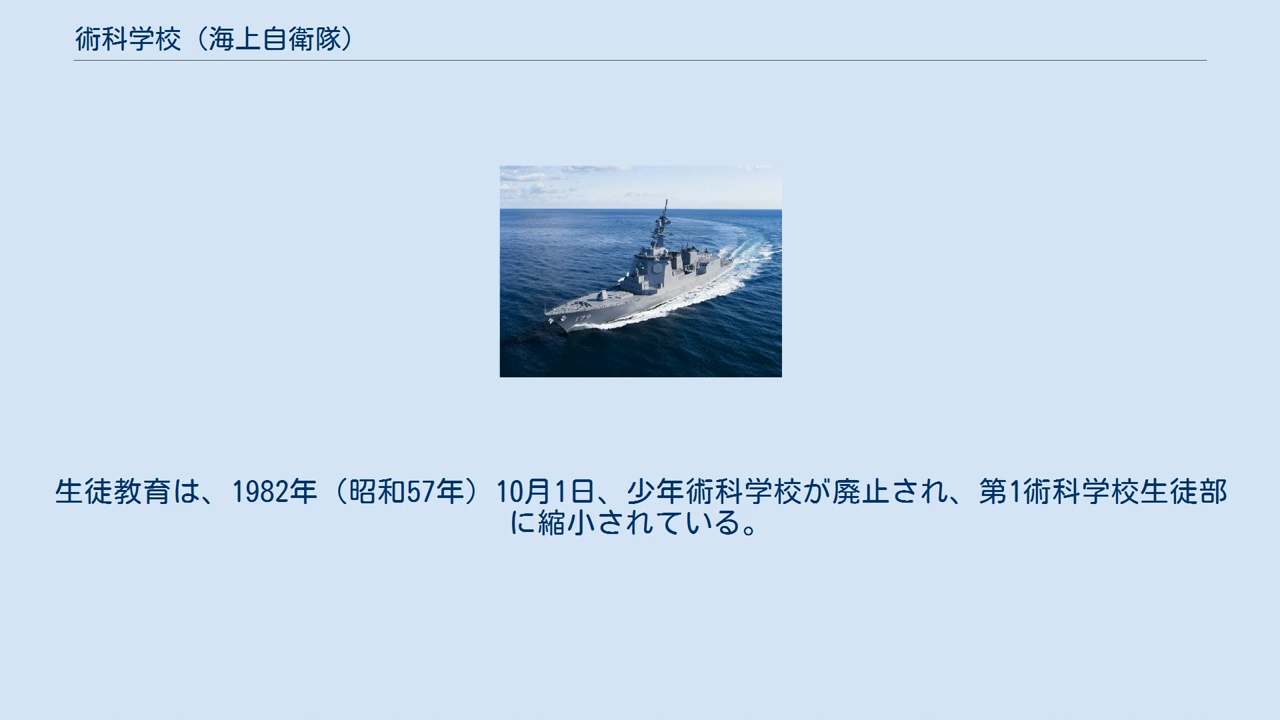 術科学校（海上自衛隊）
179
生徒教育は、1982年（昭和57年）10月1日、少年術科学校が廃止され、第1術科学校生徒部
に縮小されている。